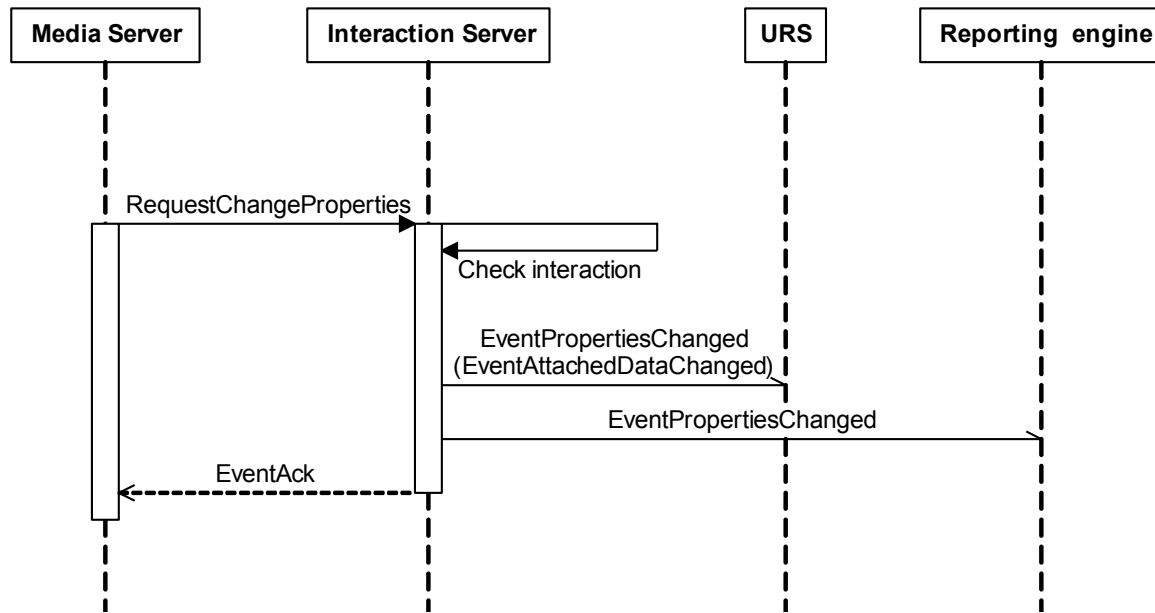 Media Server
Interaction Server
URS
Reporting engine
RequestChangeProperties
Check interaction
EventPropertiesChanged
(EventAttachedDataChanged)
EventPropertiesChanged
EventAck